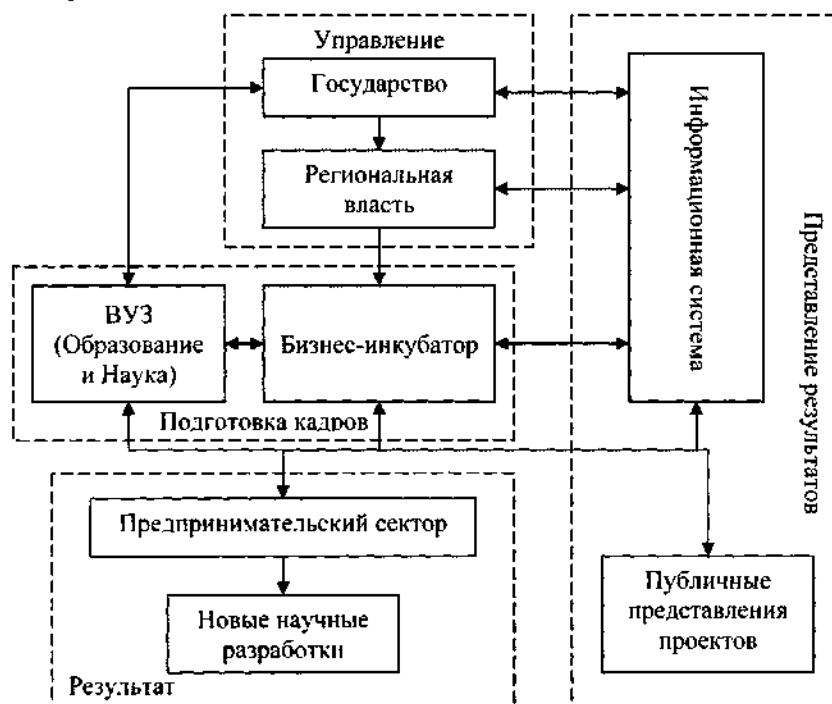 Управление
Государство
Региональная
власть
Информационная система
Представление результатов
ВУЗ
(Образование
и Наука)
Бизнес-инкубатор
Подготовка кадров
Предпринимательский сектор
Новые научные
разработки
Результат
Публичные
представления
проектов